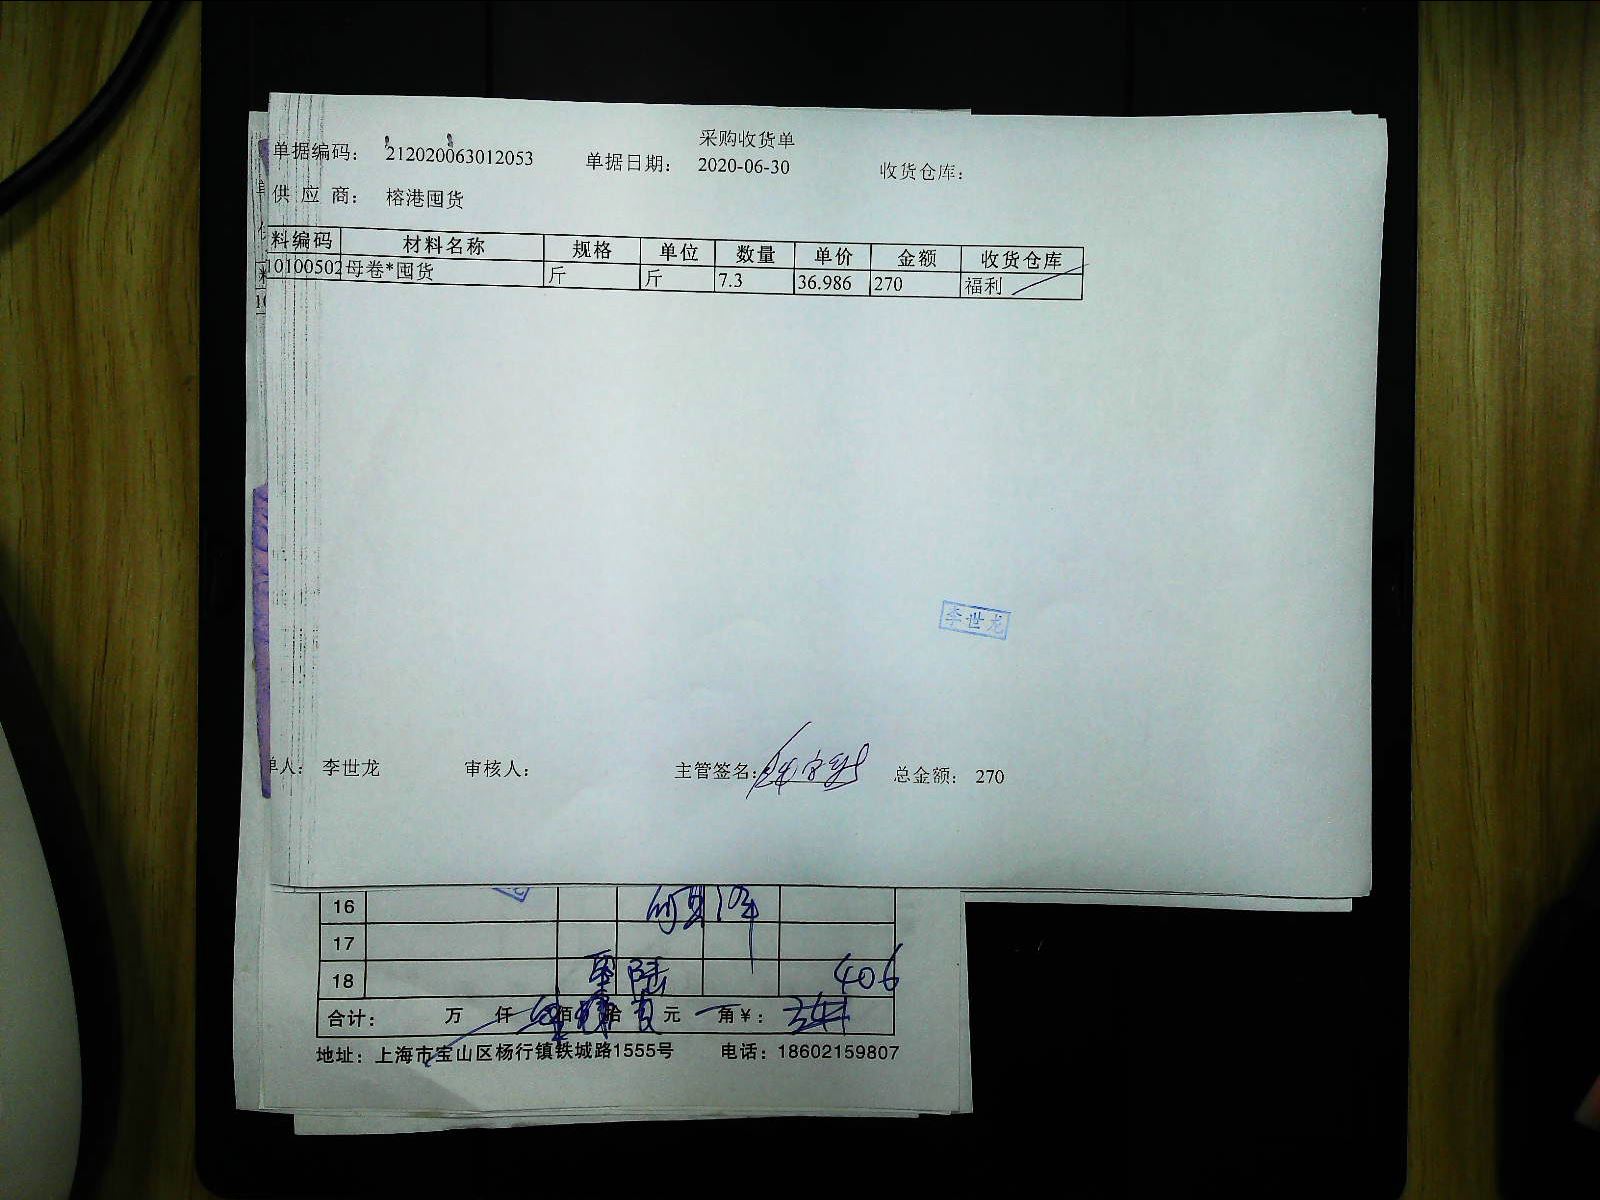 采购收货单
单据编码： 212020063012053 单据日期： 2020-06-30 收货仓库：
供 应 商： 榕港囤货
料编码 材料名称 规格 单位 数量 单价 金额 收货仓库
10100502 母卷*囤货 斤 斤 7.3 36.986 270 福利
李世龙
单人： 李世龙 审核人： 主管签名： 总金额： 270
16
17
18 陆 406
合计： 万 仟 佰 拾 元 角￥：
地址：上海市宝山区杨行镇铁城路1555号 电话：18602159807